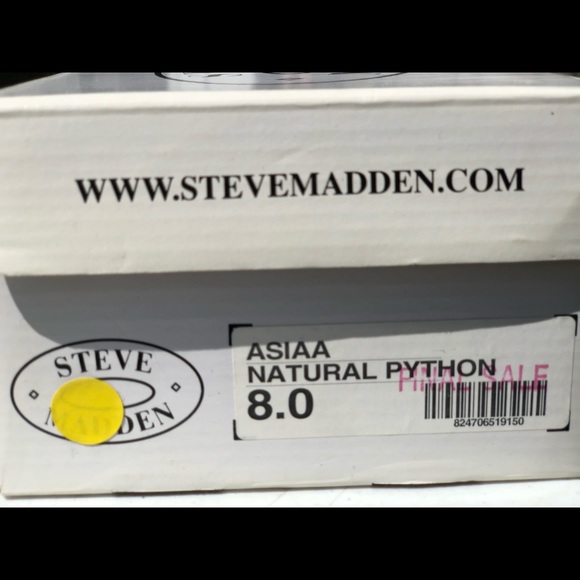 WWW.STEVEMADDEN.COM
STEVE
MADDEN
ASIAA
NATURAL PYTHON
FINAL SALE
8.0
824706519150